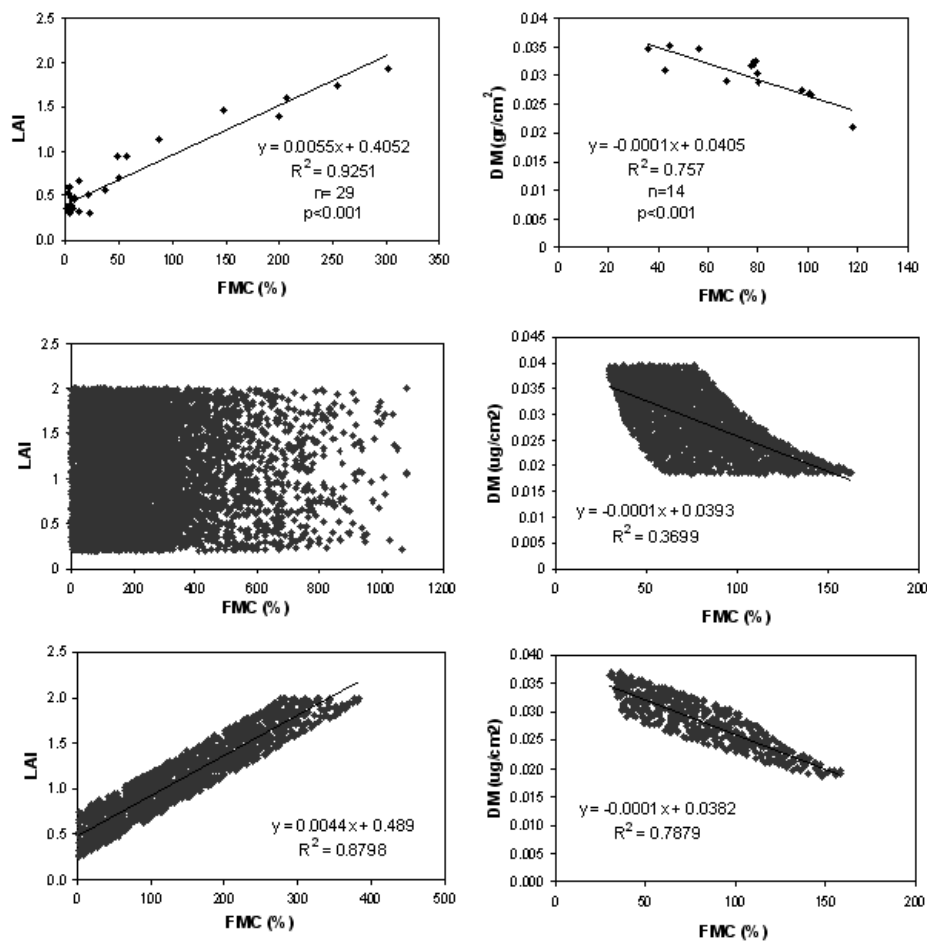 2.5
2.0
1.5
1.0
0.5
0.0
LAI
y = 0.0055x + 0.4052
R² = 0.9251
n= 29
p<0.001
0 50 100 150 200 250 300 350
FMC (%)
0.04
0.035
0.03
0.025
0.02
0.015
0.01
0.005
0
DM (gr/cm²)
y = -0.0001x + 0.0405
R² = 0.757
n=14
p<0.001
0 20 40 60 80 100 120 140
FMC (%)
2.5
2
1.5
1
0.5
0
LAI
0 200 400 600 800 1000 1200
FMC (%)
0.045
0.04
0.035
0.03
0.025
0.02
0.015
0.01
0.005
0
DM (ug/cm2)
y = -0.0001x + 0.0393
R² = 0.3699
0 50 100 150 200
FMC (%)
2.5
2.0
1.5
1.0
0.5
0.0
LAI
y = 0.0044x + 0.489
R² = 0.8798
0 100 200 300 400 500
FMC (%)
0.040
0.035
0.030
0.025
0.020
0.015
0.010
0.005
0.000
DM (ug/cm2)
y = -0.0001x + 0.0382
R² = 0.7879
0 50 100 150 200
FMC (%)